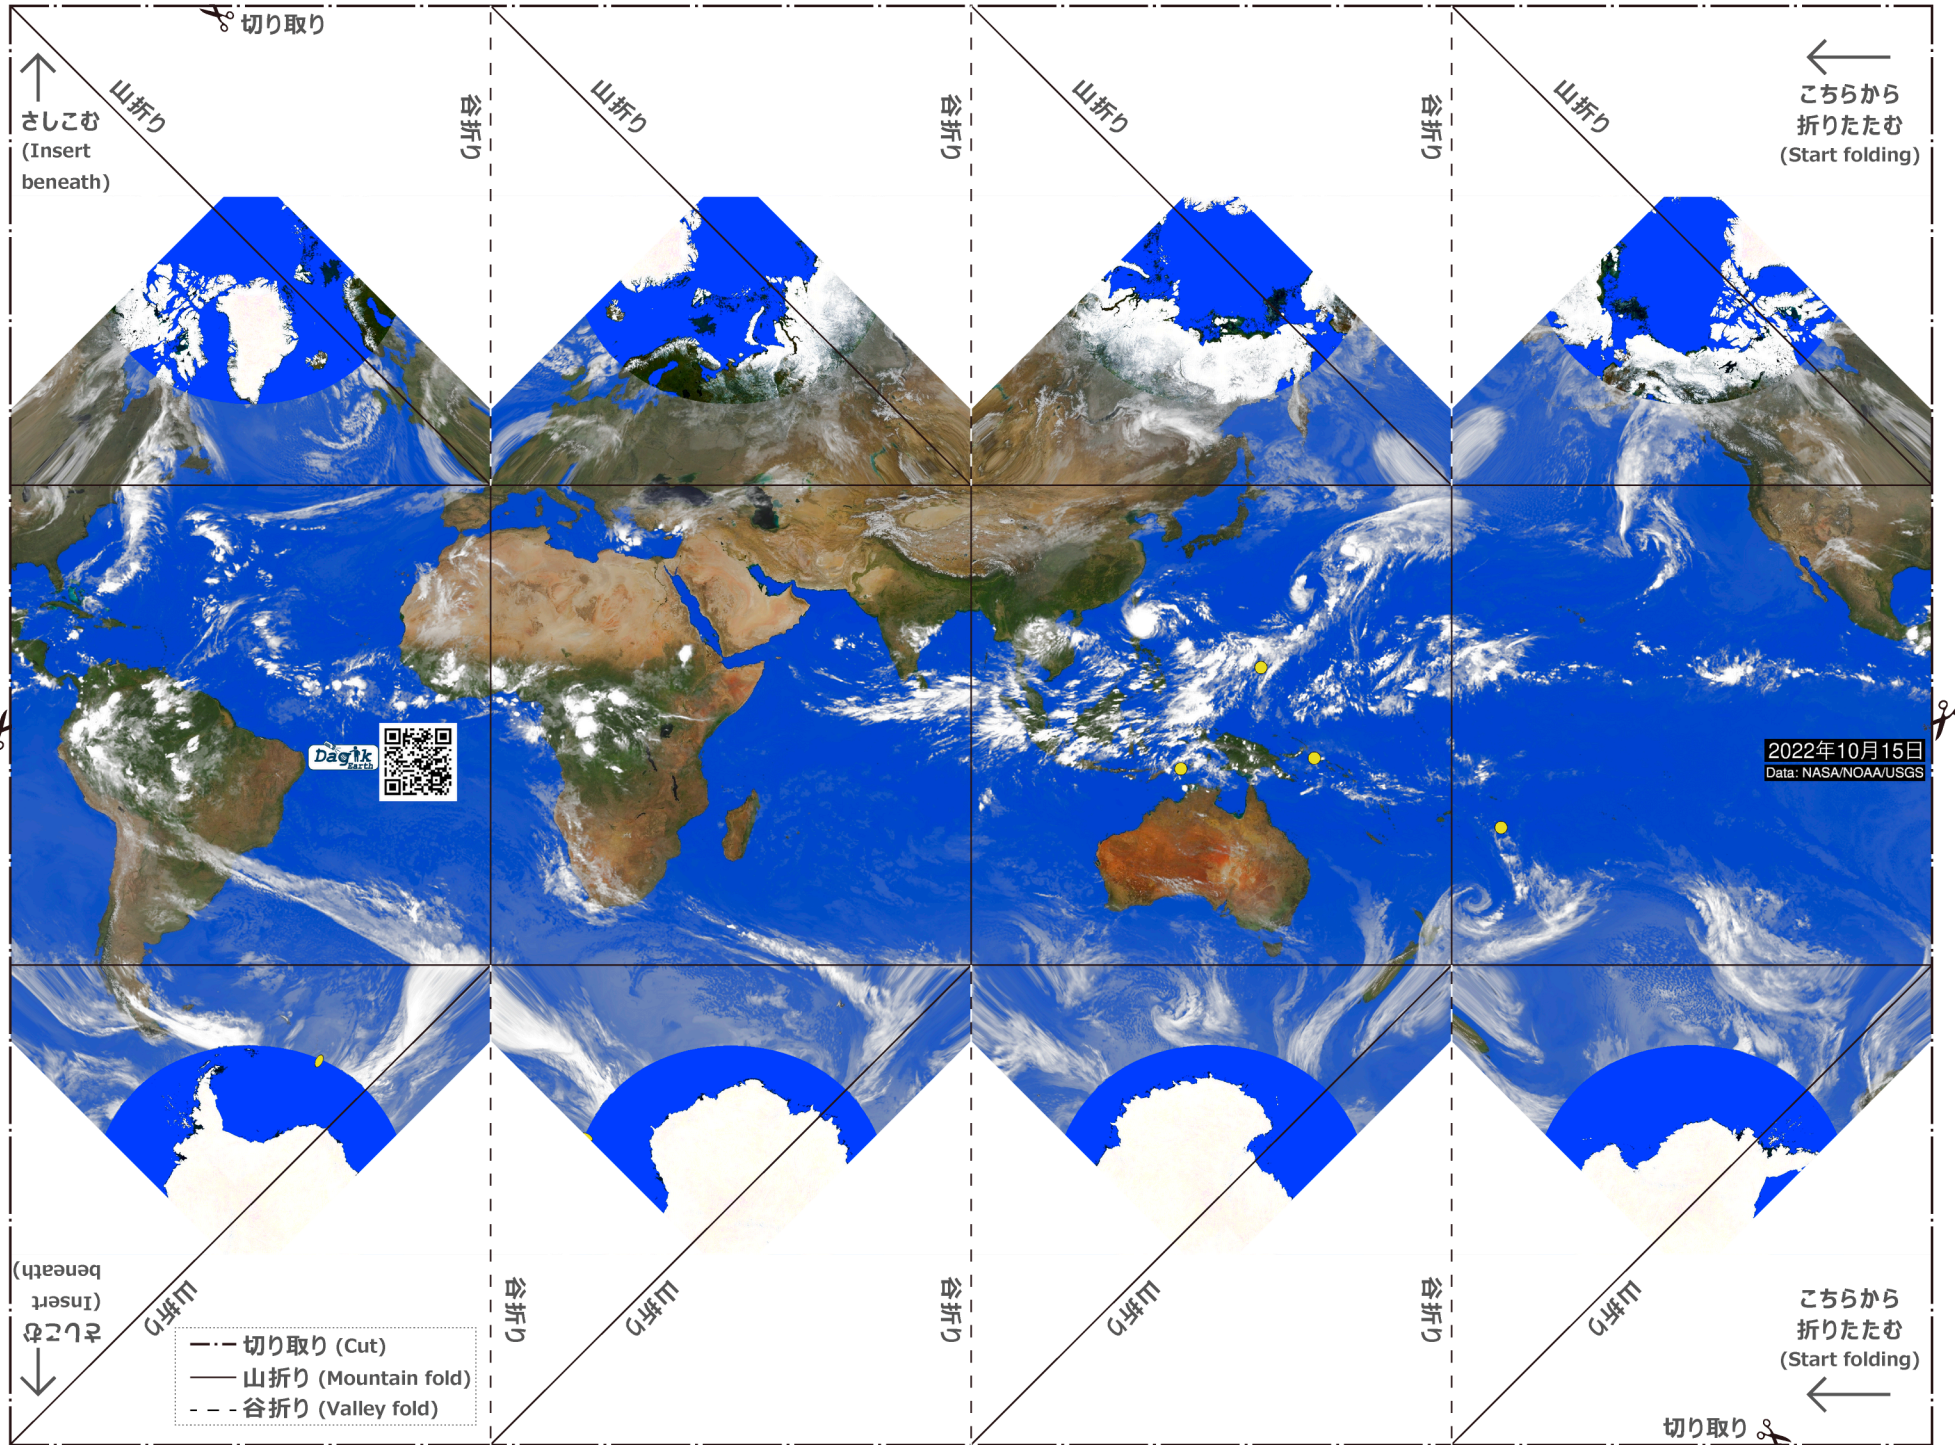 切り取り
さしこむ
(Insert
beneath)
山折り
谷折り
山折り
谷折り
山折り
谷折り
山折り
こちらから
折りたたむ
(Start folding)
Dagik
Earth
2022年10月15日
Data: NASA/NOAA/USGS
さしこむ
(Insert
beneath)
山折り
谷折り
山折り
谷折り
山折り
谷折り
山折り
こちらから
折りたたむ
(Start folding)
切り取り (Cut)
山折り (Mountain fold)
谷折り (Valley fold)
切り取り